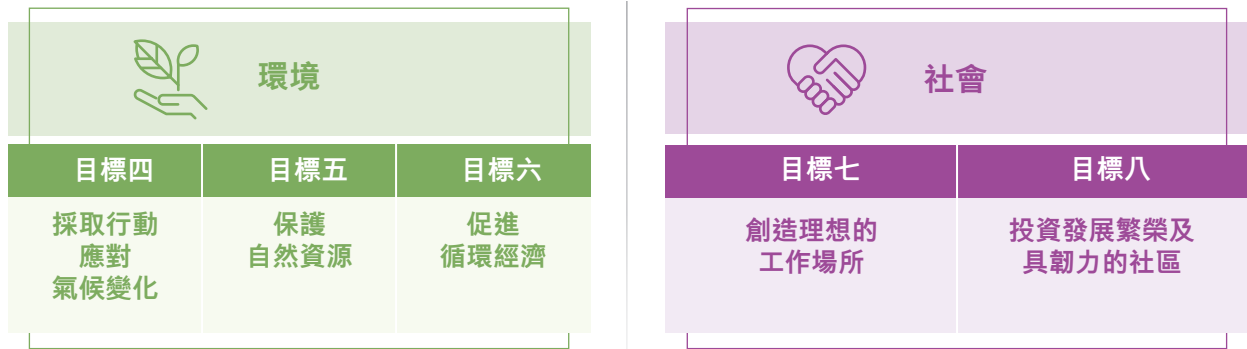 環境
目標四
採取行動
應對
氣候變化
目標五
保護
自然資源
目標六
促進
循環經濟
社會
目標七
創造理想的
工作場所
目標八
投資發展繁榮及
具韌力的社區